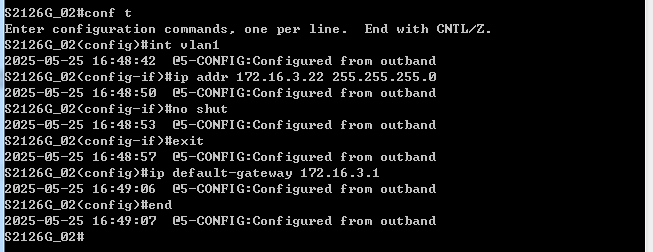 S2126G_02#conf t
Enter configuration commands, one per line.  End with CNTL/Z.
S2126G_02(config)#int vlan1
2025-05-25 16:48:42  @5-CONFIG:Configured from outband
S2126G_02(config-if)#ip addr 172.16.3.22 255.255.255.0
2025-05-25 16:48:50  @5-CONFIG:Configured from outband
S2126G_02(config-if)#no shut
2025-05-25 16:48:53  @5-CONFIG:Configured from outband
S2126G_02(config-if)#exit
2025-05-25 16:48:57  @5-CONFIG:Configured from outband
S2126G_02(config)#ip default-gateway 172.16.3.1
2025-05-25 16:49:06  @5-CONFIG:Configured from outband
S2126G_02(config)#end
2025-05-25 16:49:07  @5-CONFIG:Configured from outband
S2126G_02#